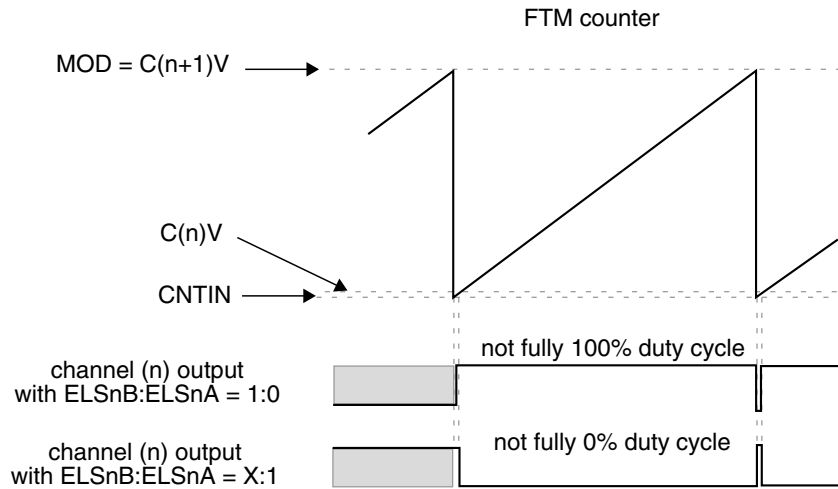 FTM counter
MOD = C(n+1)V
C(n)V
CNTIN
not fully 100% duty cycle
channel (n) output
with ELSnB:ELSnA = 1:0
not fully 0% duty cycle
channel (n) output
with ELSnB:ELSnA = X:1